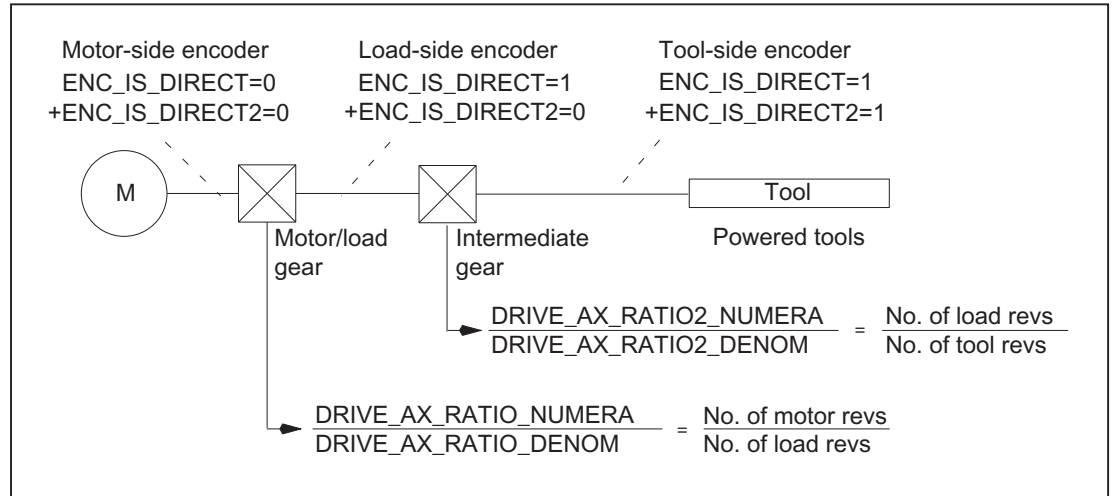 Motor-side encoder
ENC_IS_DIRECT=0
+ENC_IS_DIRECT2=0
Load-side encoder
ENC_IS_DIRECT=1
+ENC_IS_DIRECT2=0
Tool-side encoder
ENC_IS_DIRECT=1
+ENC_IS_DIRECT2=1
M
Tool
Motor/load
gear
Intermediate
gear
Powered tools
DRIVE_AX_RATIO2_NUMERA
DRIVE_AX_RATIO2_DENOM
=
No. of load revs
No. of tool revs
DRIVE_AX_RATIO_NUMERA
DRIVE_AX_RATIO_DENOM
=
No. of motor revs
No. of load revs